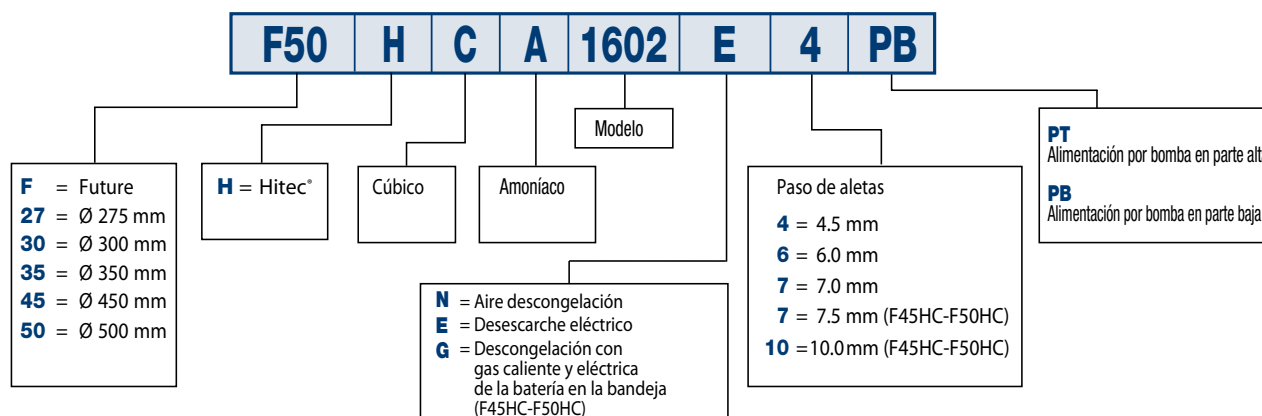 F50 H C A 1602 E 4 PB
F = Future
27 = Ø 275 mm
30 = Ø 300 mm
35 = Ø 350 mm
45 = Ø 450 mm
50 = Ø 500 mm
H = Hitec®
Cúbico
Amoníaco
Modelo
N = Aire descongelación
E = Desescarche eléctrico
G = Descongelación con
gas caliente y eléctrica
de la batería en la bandeja
(F45HC-F50HC)
Paso de aletas
4 = 4.5 mm
6 = 6.0 mm
7 = 7.0 mm
7 = 7.5 mm (F45HC-F50HC)
10 = 10.0 mm (F45HC-F50HC)
PT
Alimentación por bomba en parte alt
PB
Alimentación por bomba en parte baja